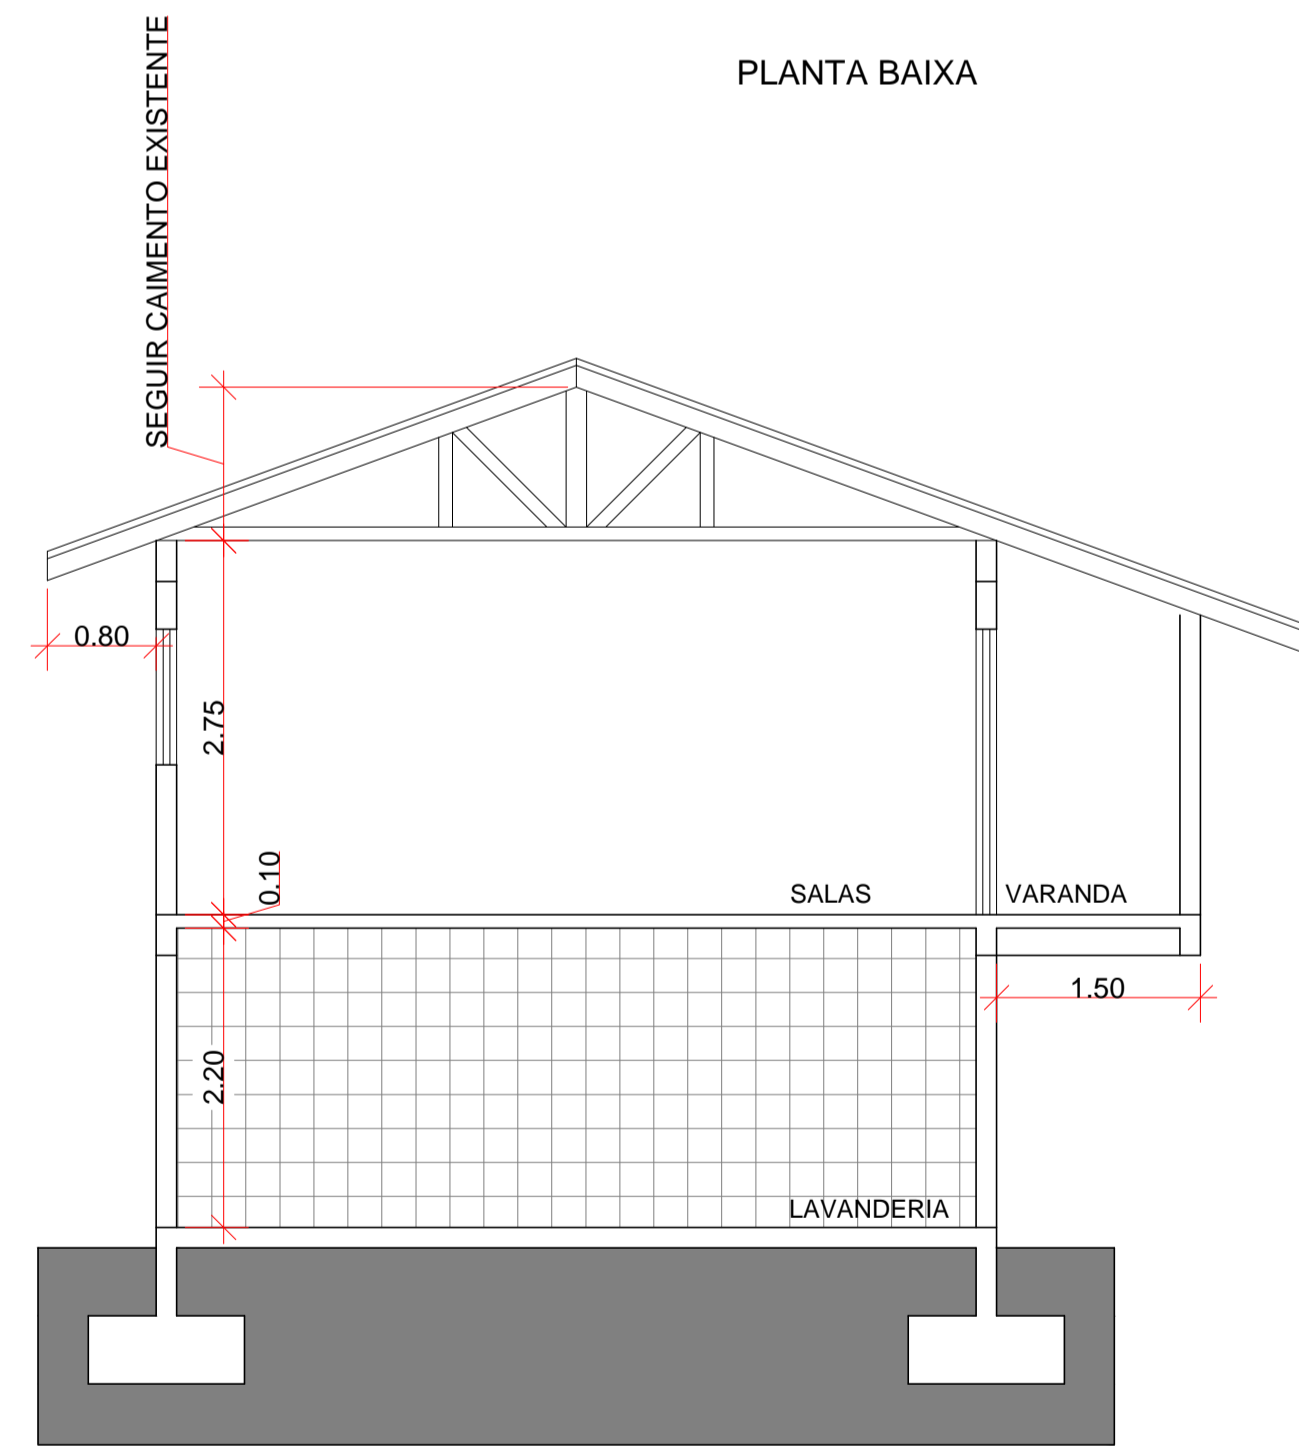 PLANTA BAIXA
SEGUIR CAIMENTO EXISTENTE
0.80
2.75
0.10
SALAS
VARANDA
1.50
2.20
LAVANDERIA